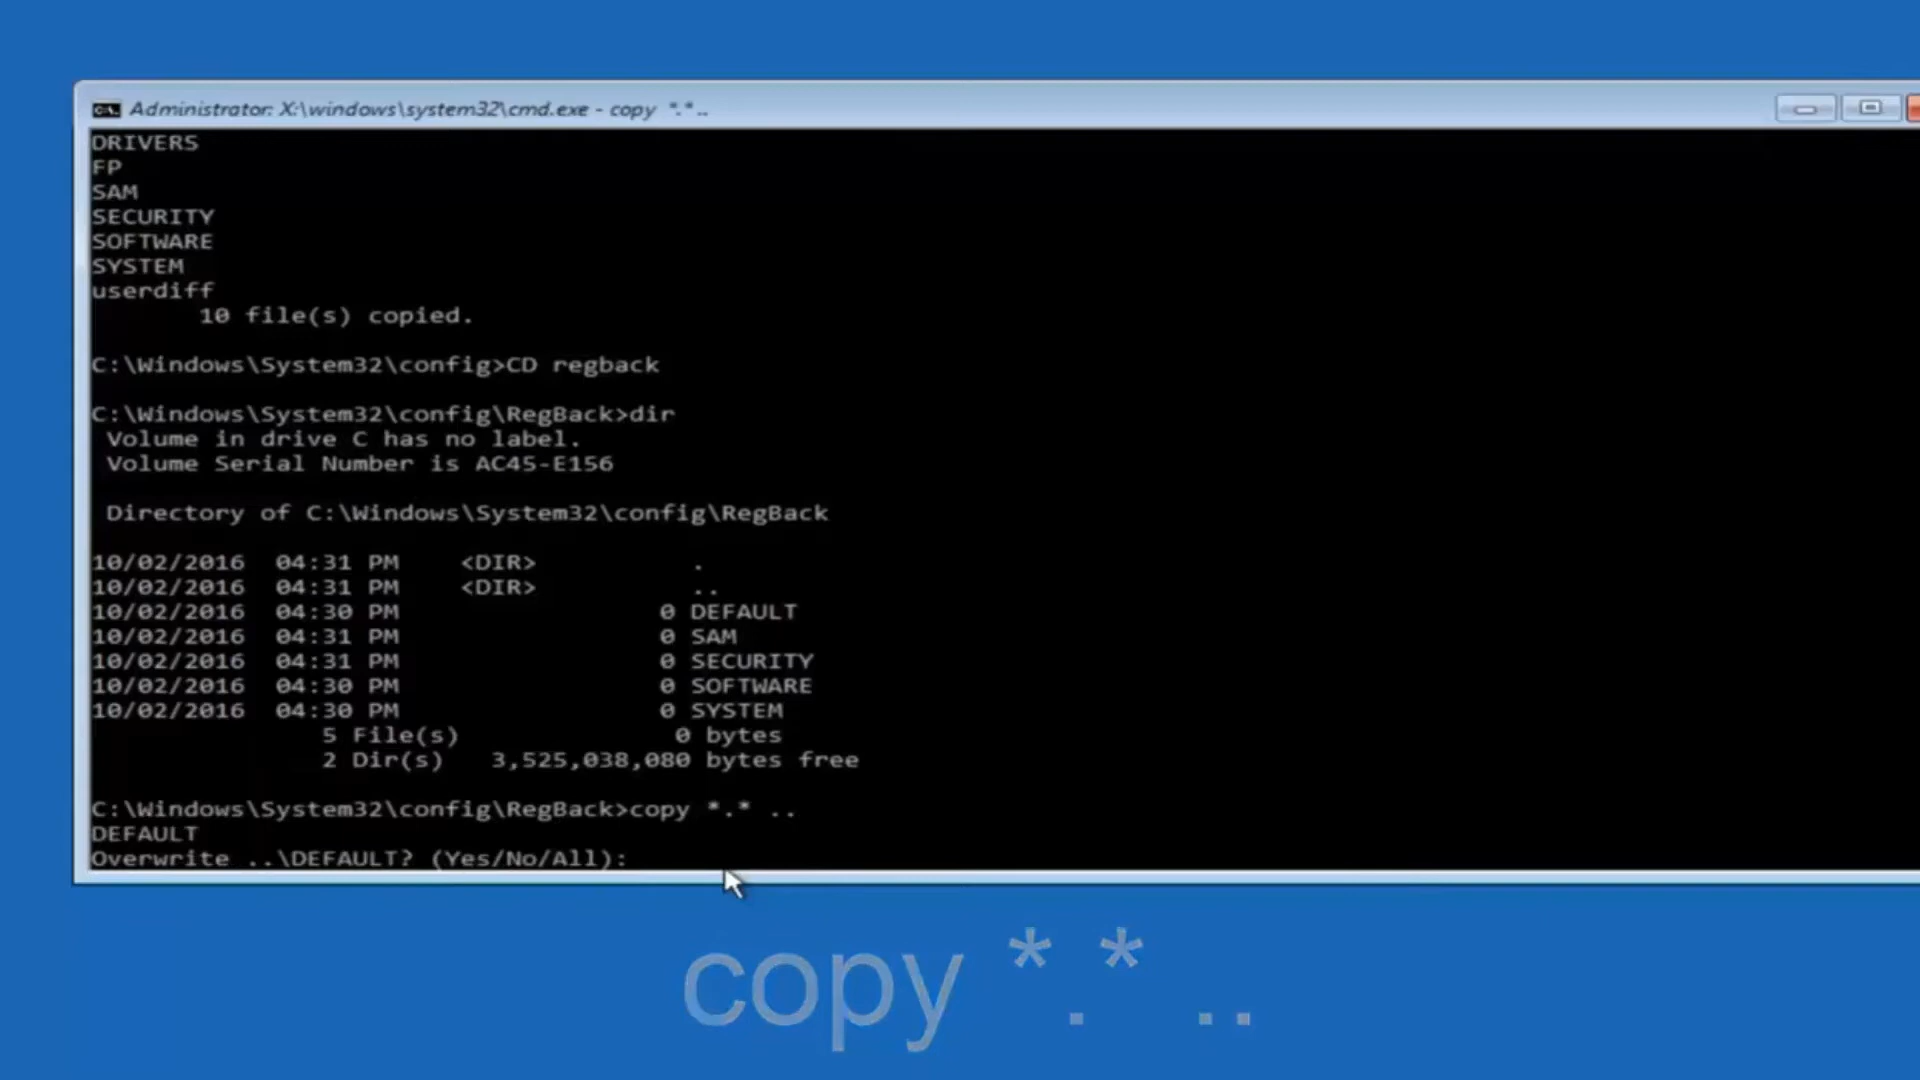 Administrator: X:\windows\system32\cmd.exe - copy *.* ..
DRIVERS
FP
SAM
SECURITY
SOFTWARE
SYSTEM
userdiff
10 file(s) copied.
C:\Windows\System32\config>CD regback
C:\Windows\System32\config\RegBack>dir
Volume in drive C has no label.
Volume Serial Number is AC45-E156
Directory of C:\Windows\System32\config\RegBack
10/02/2016 04:31 PM <DIR> .
10/02/2016 04:31 PM <DIR> ..
10/02/2016 04:30 PM 0 DEFAULT
10/02/2016 04:31 PM 0 SAM
10/02/2016 04:31 PM 0 SECURITY
10/02/2016 04:30 PM 0 SOFTWARE
10/02/2016 04:30 PM 0 SYSTEM
5 File(s) 0 bytes
2 Dir(s) 3,525,038,080 bytes free
C:\Windows\System32\config\RegBack>copy *.* ..
DEFAULT
Overwrite ..\DEFAULT? (Yes/No/All):
copy *.* ..